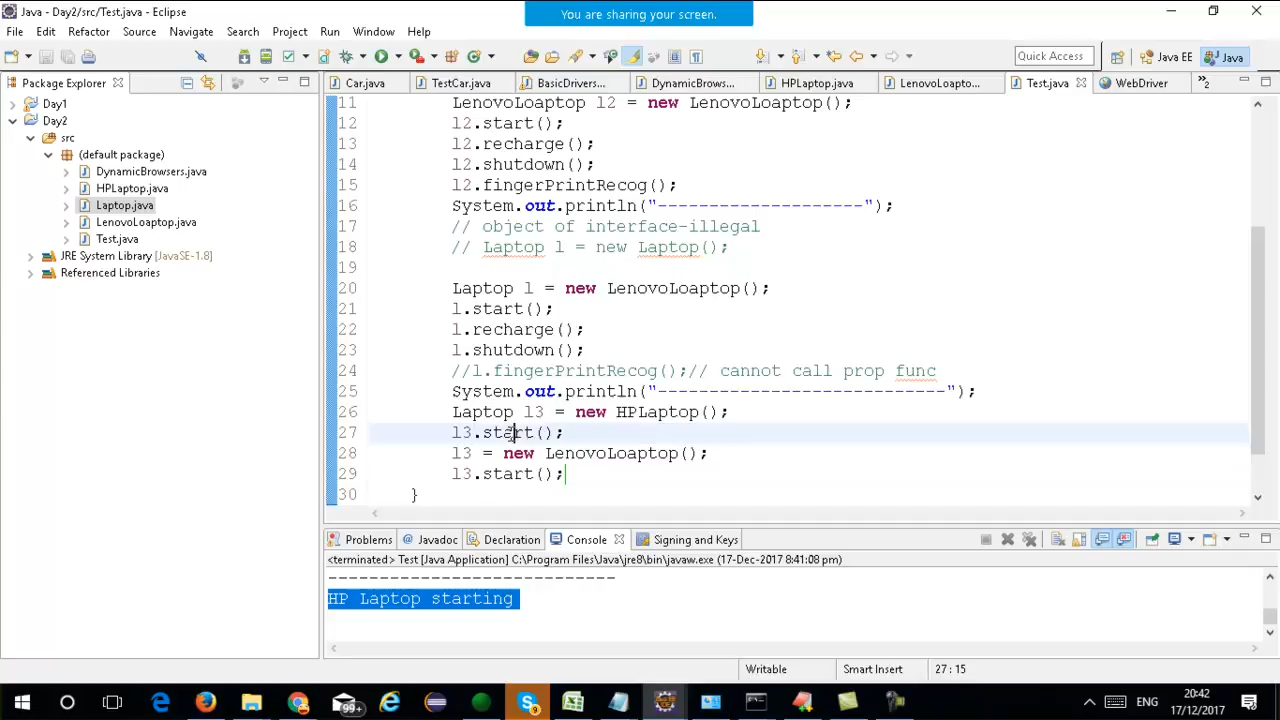 Java - Day2/src/Test.java - Eclipse
You are sharing your screen.
File Edit Refactor Source Navigate Search Project Run Window Help
Quick Access
Java EE
Java
Package Explorer
Car.java
TestCar.java
BasicDrivers...
DynamicBrows...
HPLaptop.java
LenovoLoapto...
Test.java
WebDriver
»2
Day1
Day2
src
(default package)
DynamicBrowsers.java
HPLaptop.java
Laptop.java
LenovoLoaptop.java
Test.java
JRE System Library [JavaSE-1.8]
Referenced Libraries
11 LenovoLoaptop l2 = new LenovoLoaptop();
12 l2.start();
13 l2.recharge();
14 l2.shutdown();
15 l2.fingerPrintRecog();
16 System.out.println("--------------------");
17 // object of interface-illegal
18 // Laptop l = new Laptop();
19
20 Laptop l = new LenovoLoaptop();
21 l.start();
22 l.recharge();
23 l.shutdown();
24 //l.fingerPrintRecog();// cannot call prop func
25 System.out.println("----------------------------");
26 Laptop l3 = new HPLaptop();
27 l3.start();
28 l3 = new LenovoLoaptop();
29 l3.start();
30 }
Problems @ Javadoc Declaration Console Signing and Keys
<terminated> Test [Java Application] C:\Program Files\Java\jre8\bin\javaw.exe (17-Dec-2017 8:41:08 pm)
----------------------------
HP Laptop starting
Writable
Smart Insert
27 : 15
99+
9
ENG
20:42
17/12/2017